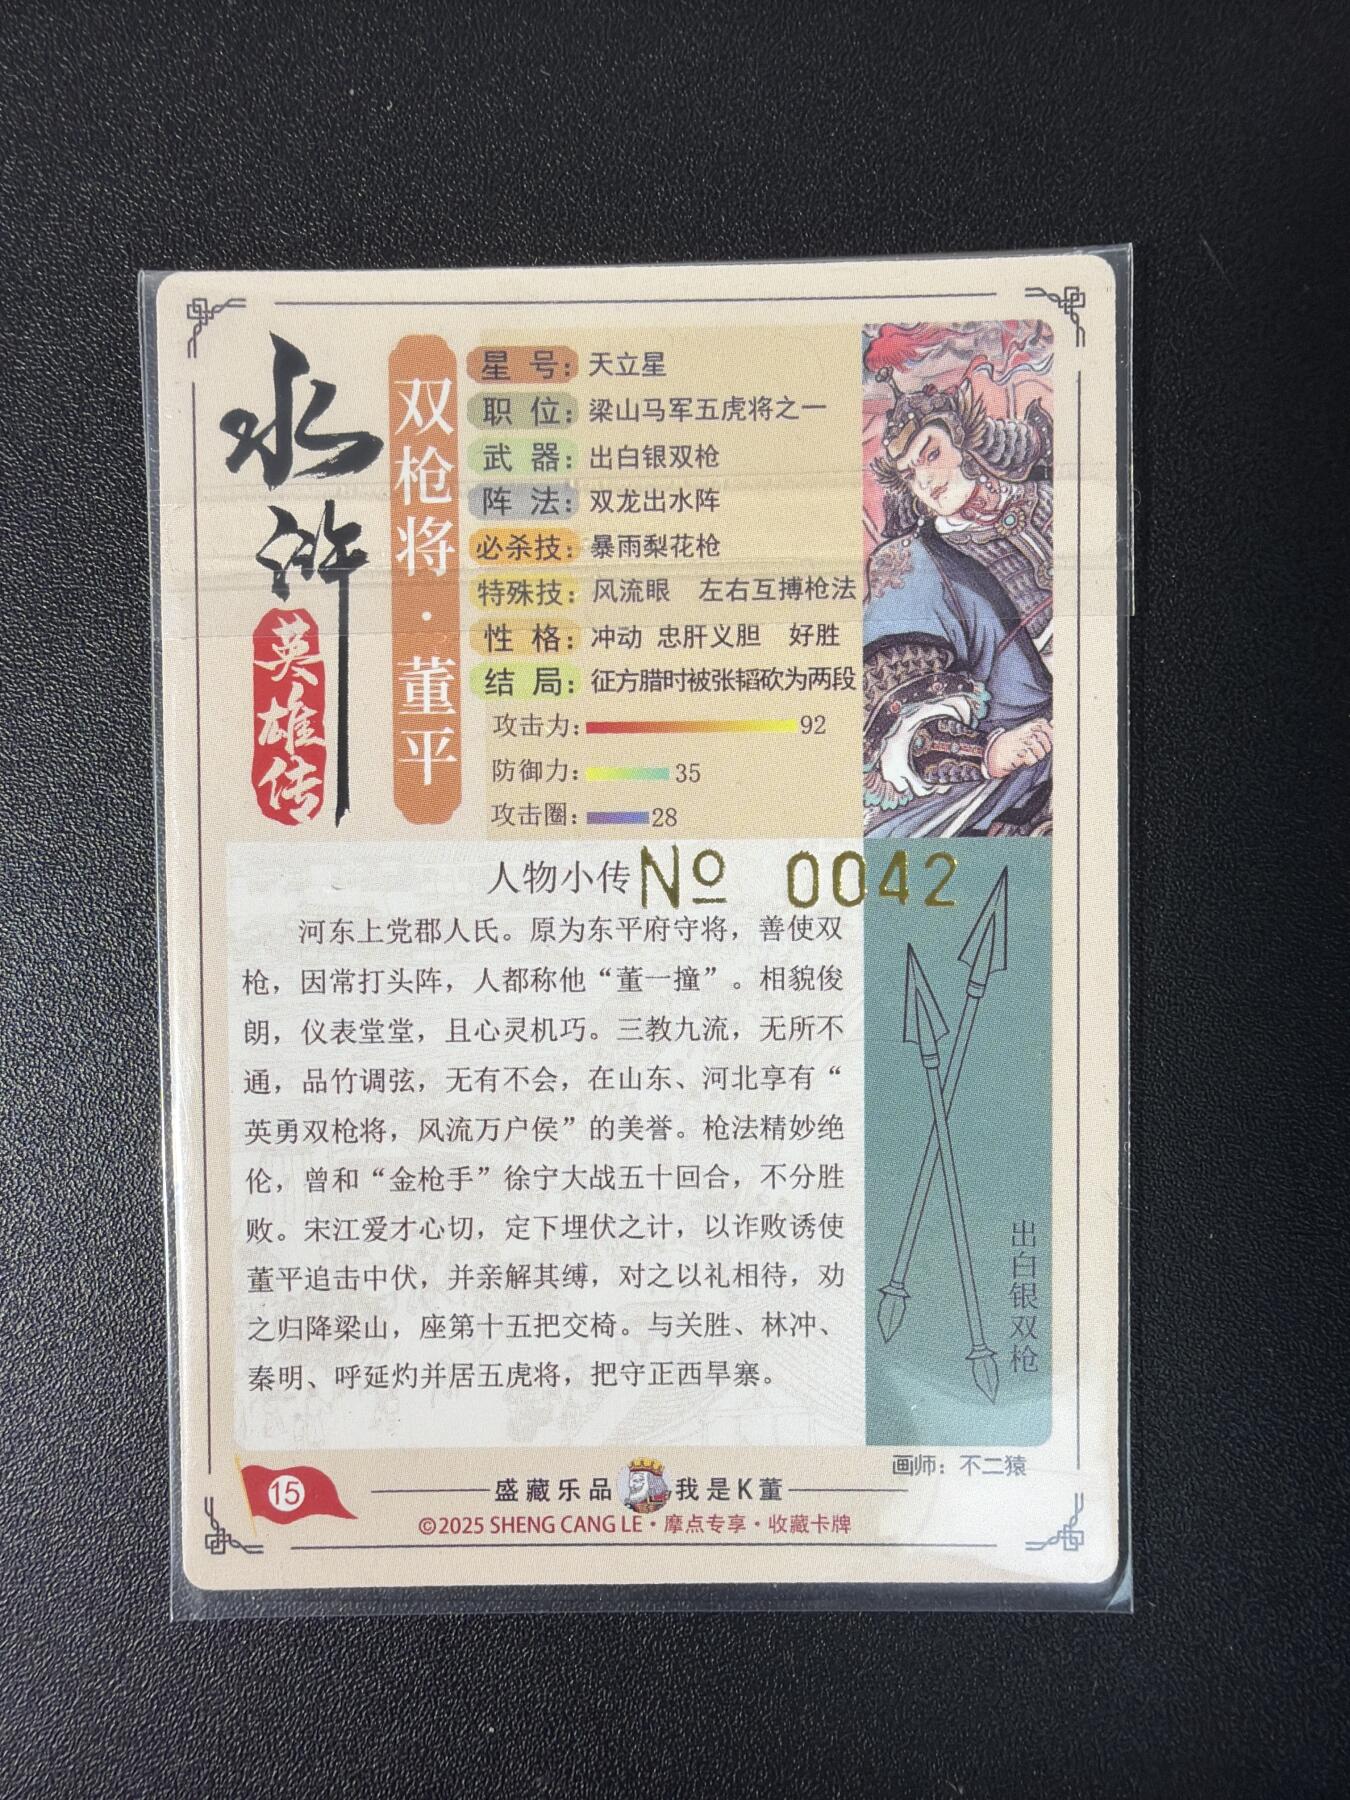 水浒
英雄传
双枪将·董平
星号：天立星
职位：梁山马军五虎将之一
武器：出白银双枪
阵法：双龙出水阵
必杀技：暴雨梨花枪
特殊技：风流眼 左右互搏枪法
性格：冲动 忠肝义胆 好胜
结局：征方腊时被张韬砍为两段
攻击力：92
防御力：35
攻击圈：28
人物小传 Nº 0042
河东上党郡人氏。原为东平府守将，善使双
枪，因常打头阵，人都称他“董一撞”。相貌俊
朗，仪表堂堂，且心灵机巧。三教九流，无所不
通，品竹调弦，无有不会，在山东、河北享有“
英勇双枪将，风流万户侯”的美誉。枪法精妙绝
伦，曾和“金枪手”徐宁大战五十回合，不分胜
败。宋江爱才心切，定下埋伏之计，以诈败诱使
董平追击中伏，并亲解其缚，对之以礼相待，劝
之归降梁山，座第十五把交椅。与关胜、林冲、
秦明、呼延灼并居五虎将，把守正西旱寨。
出白银双枪
画师：不二猿
15
盛藏乐品 我是K董
©2025 SHENG CANG LE·摩点专享·收藏卡牌